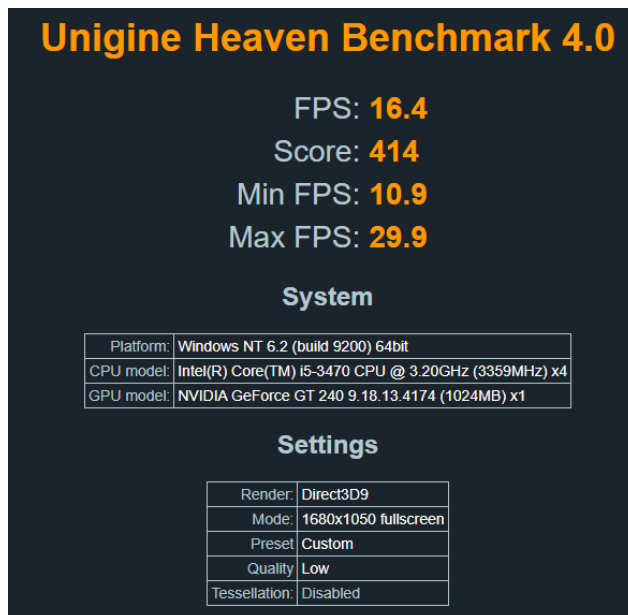 Unigine Heaven Benchmark 4.0
FPS: 16.4
Score: 414
Min FPS: 10.9
Max FPS: 29.9
System
Platform: Windows NT 6.2 (build 9200) 64bit
CPU model: Intel(R) Core(TM) i5-3470 CPU @ 3.20GHz (3359MHz) x4
GPU model: NVIDIA GeForce GT 240 9.18.13.4174 (1024MB) x1
Settings
Render: Direct3D9
Mode: 1680x1050 fullscreen
Preset Custom
Quality Low
Tessellation: Disabled